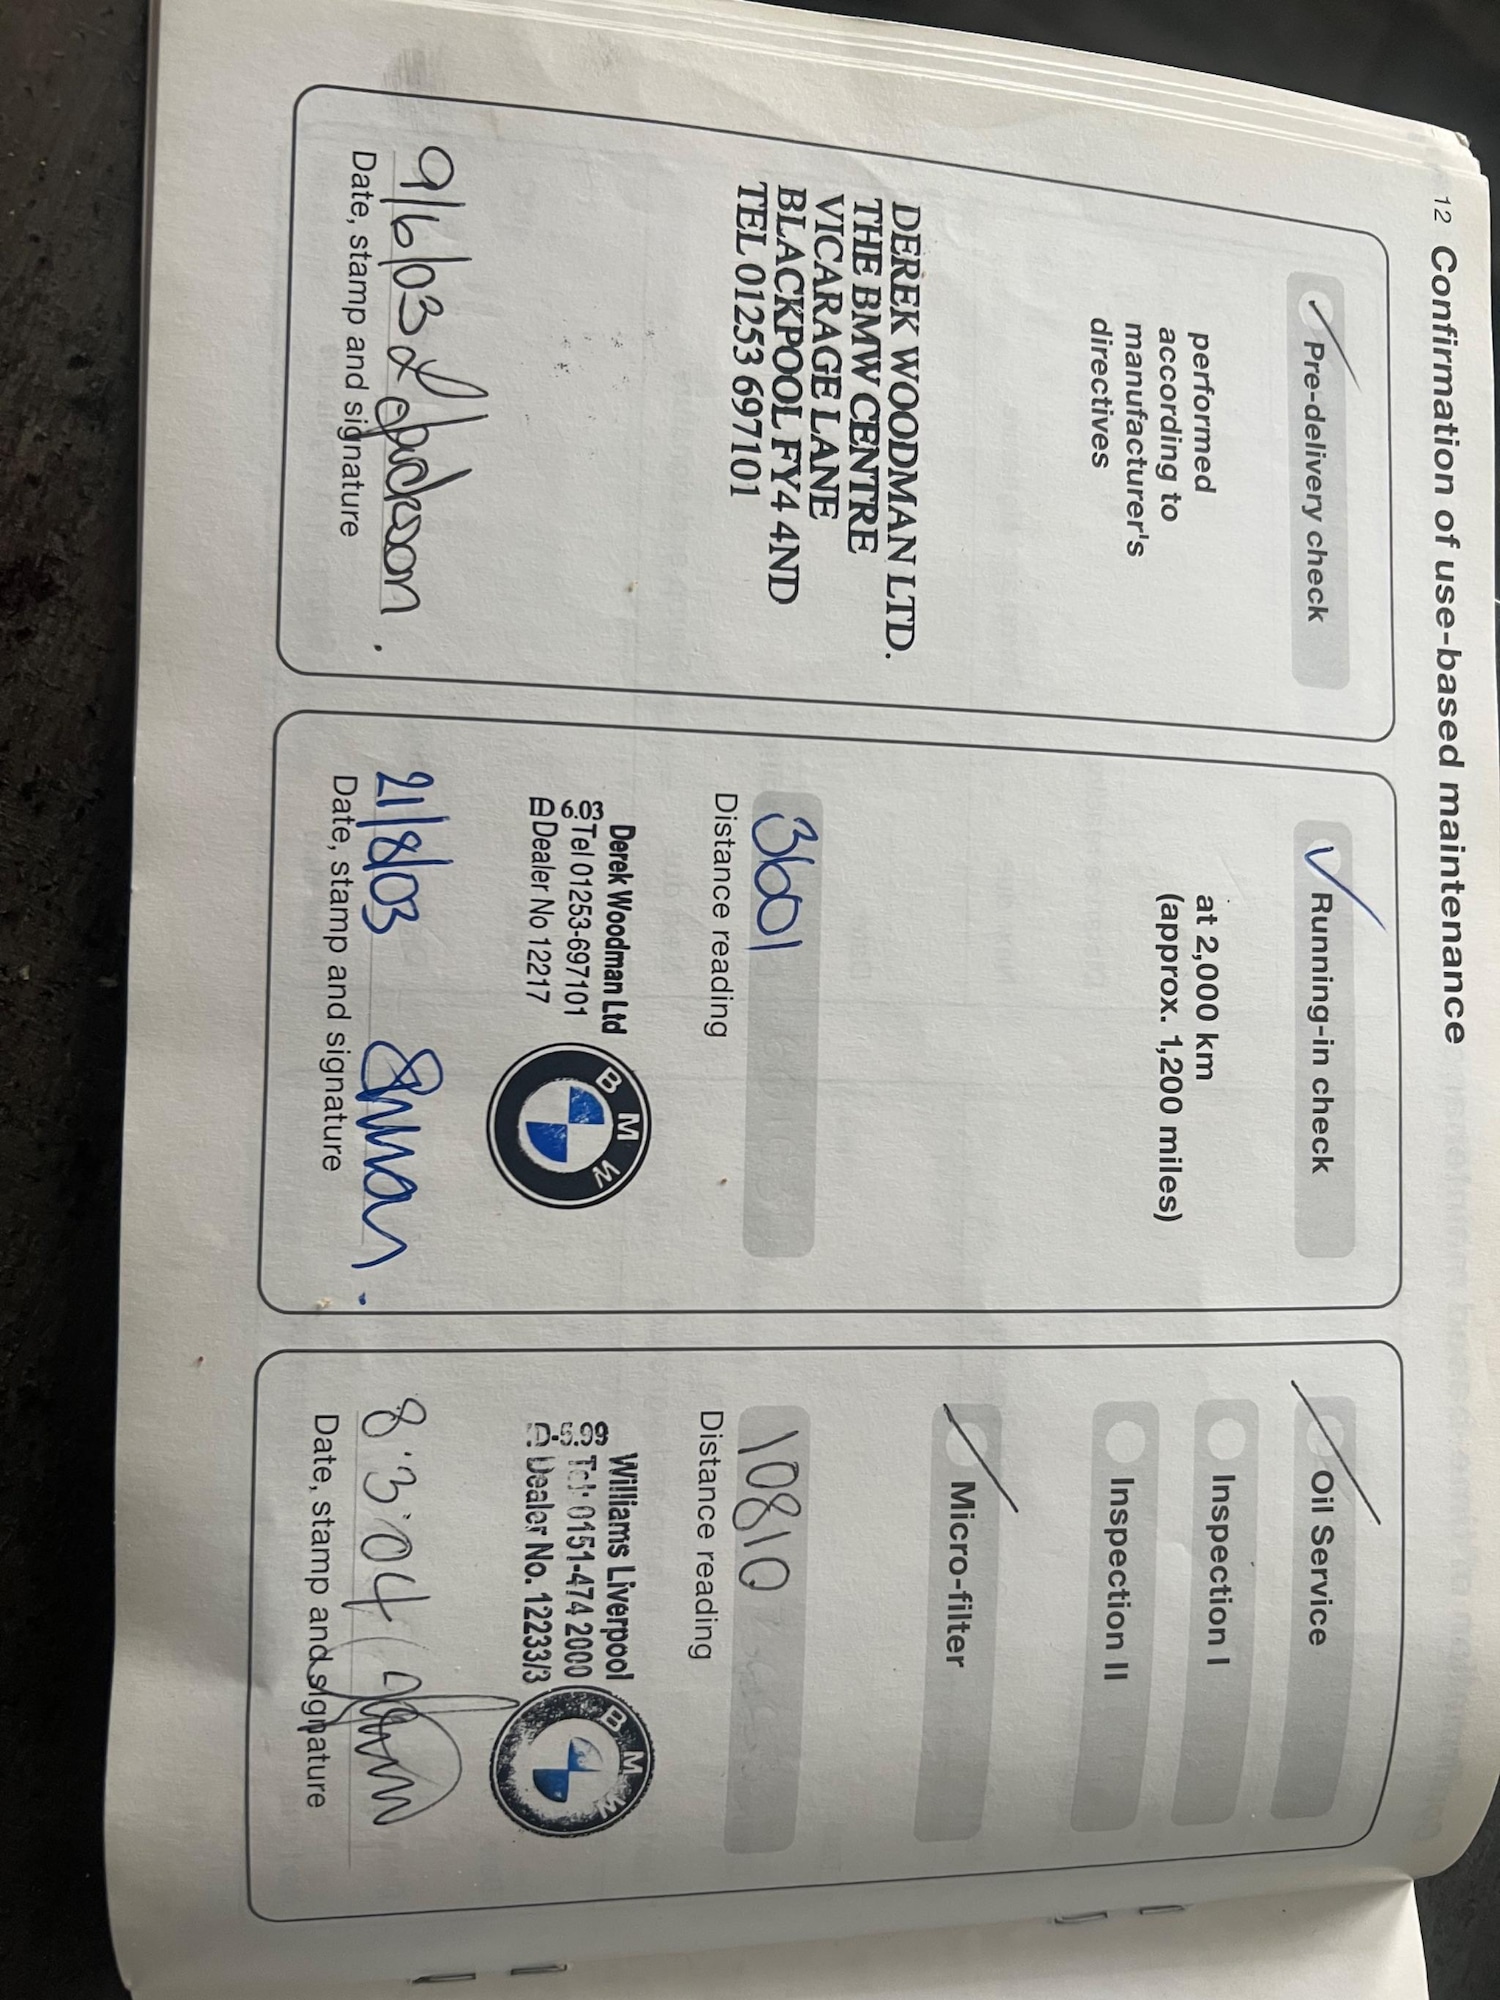 12 Confirmation of use-based maintenance
Pre-delivery check
performed
according to
manufacturer's
directives
DEREK WOODMAN LTD.
THE BMW CENTRE
VICARAGE LANE
BLACKPOOL FY4 4ND
TEL 01253 697101
9/6/03
Date, stamp and signature
Running-in check
at 2,000 km
(approx. 1,200 miles)
3601
Distance reading
Derek Woodman Ltd
Tel 01253-697101
Dealer No 12217
BMW
21/8/03
Date, stamp and signature
Oil Service
Inspection I
Inspection II
Micro-filter
10810
Distance reading
Williams Liverpool
Tel: 0151-474 2000
Dealer No. 12233/3
BMW
8.3.04
Date, stamp and signature